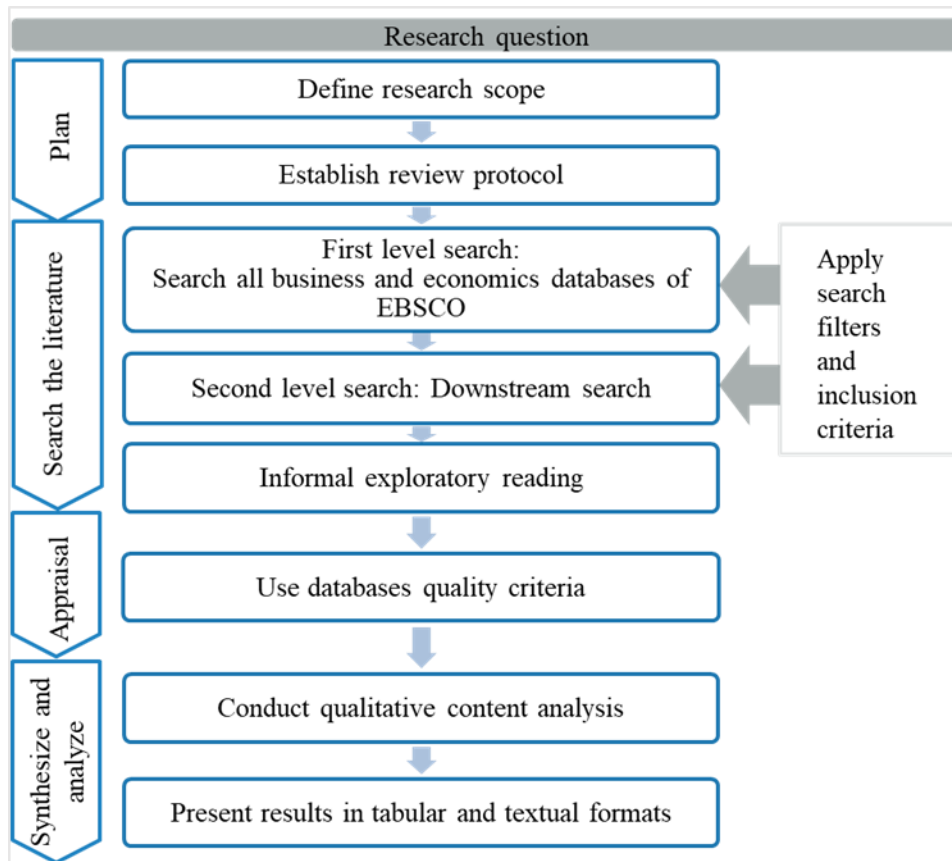 Research question
Plan
Define research scope
Establish review protocol
Search the literature
First level search:
Search all business and economics databases of
EBSCO
Second level search: Downstream search
Informal exploratory reading
Apply
search
filters
and
inclusion
criteria
Appraisal
Use databases quality criteria
Synthesize and
analyze
Conduct qualitative content analysis
Present results in tabular and textual formats